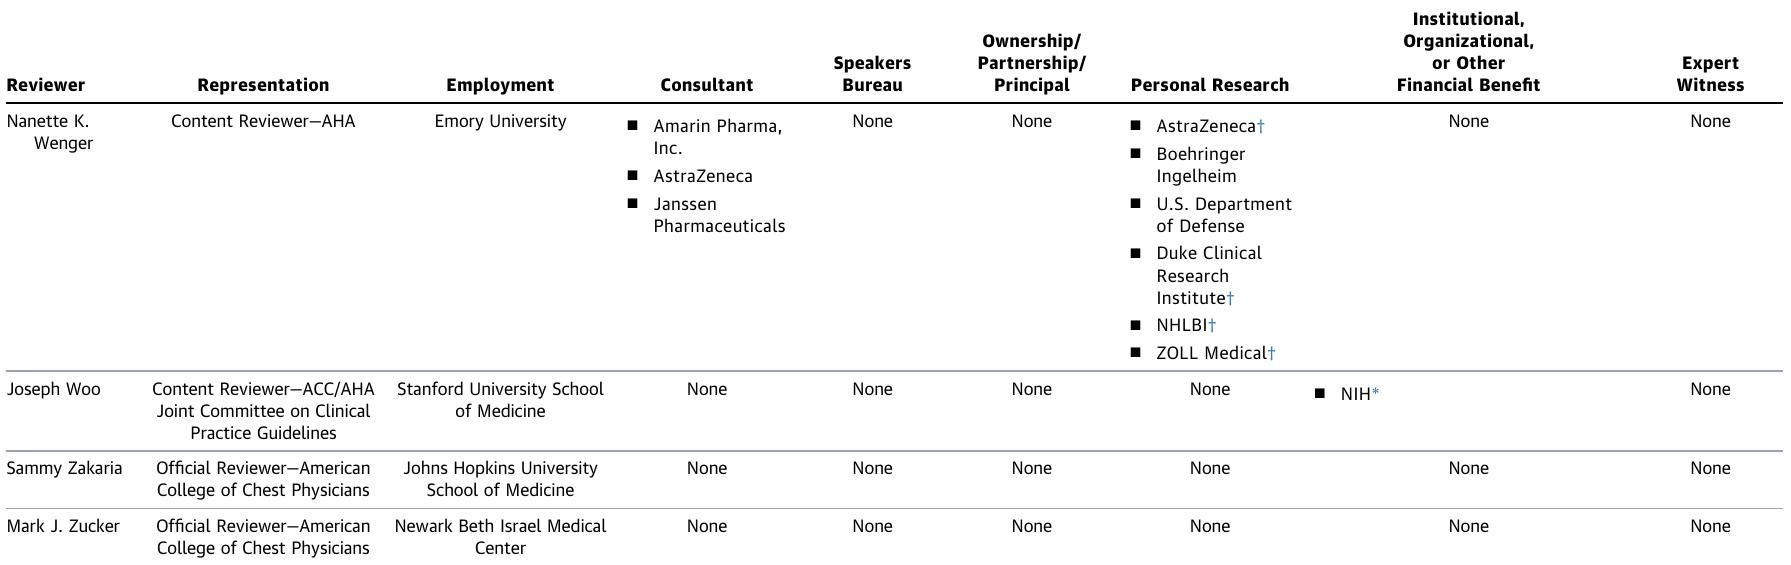 Reviewer Representation Employment Consultant Speakers Bureau Ownership/ Partnership/ Principal Personal Research Institutional, Organizational, or Other Financial Benefit Expert Witness
Nanette K. Wenger
Content Reviewer—AHA
Emory University
■ Amarin Pharma,
Inc.
■ AstraZeneca
■ Janssen
Pharmaceuticals
None
None
■ AstraZeneca†
■ Boehringer
Ingelheim
■ U.S. Department
of Defense
■ Duke Clinical
Research
Institute†
■ NHLBI†
■ ZOLL Medical†
None
None
Joseph Woo
Content Reviewer—ACC/AHA
Joint Committee on Clinical
Practice Guidelines
Stanford University School
of Medicine
None
None
None
None
■ NIH*
None
Sammy Zakaria
Official Reviewer—American
College of Chest Physicians
Johns Hopkins University
School of Medicine
None
None
None
None
None
None
Mark J. Zucker
Official Reviewer—American
College of Chest Physicians
Newark Beth Israel Medical
Center
None
None
None
None
None
None